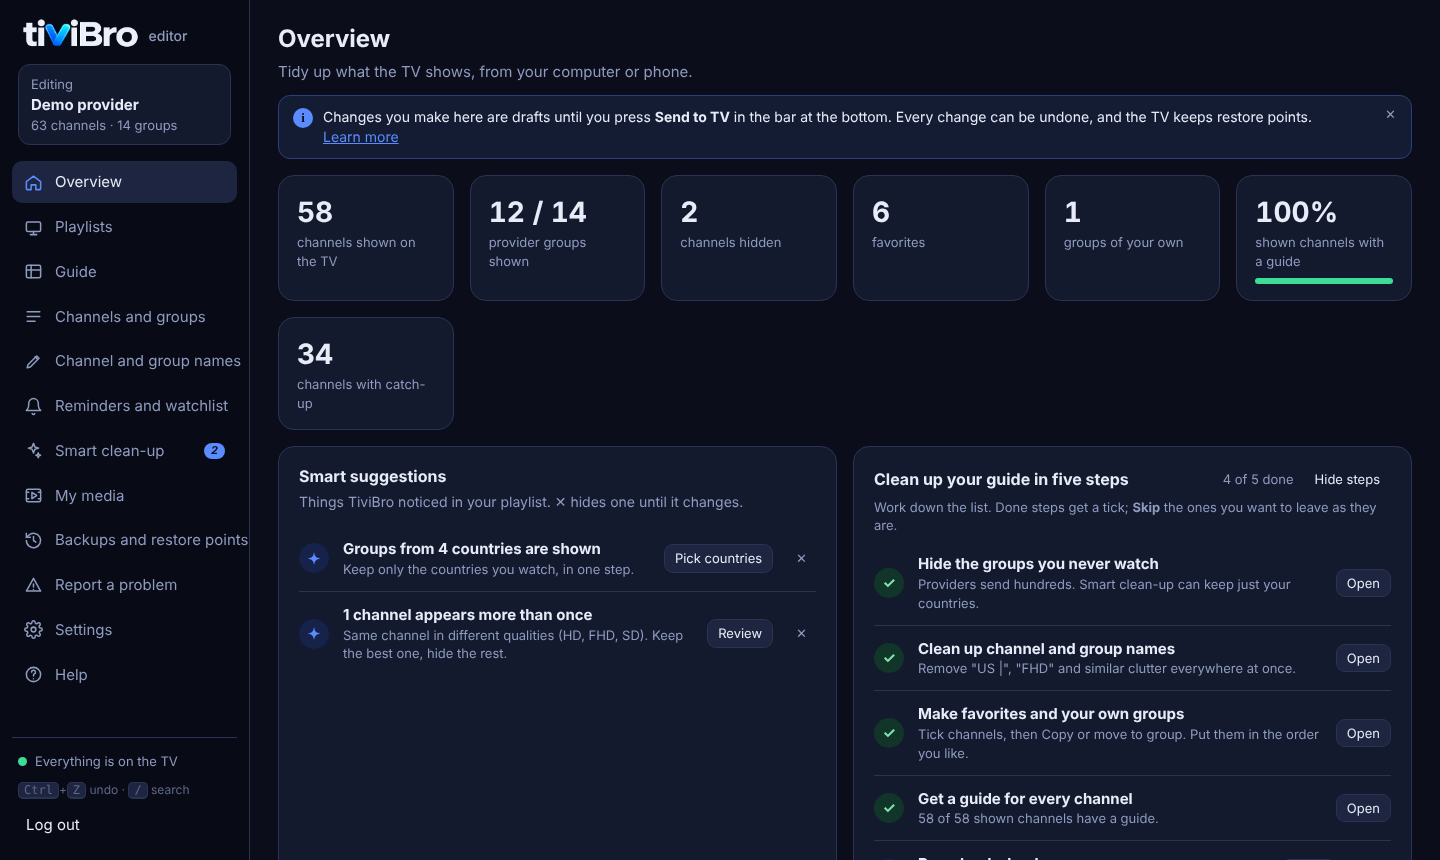 tiviBro editor
Editing
Demo provider
63 channels · 14 groups
Overview
Playlists
Guide
Channels and groups
Channel and group names
Reminders and watchlist
Smart clean-up 2
My media
Backups and restore points
Report a problem
Settings
Help
Everything is on the TV
Ctrl+Z undo · / search
Log out
Overview
Tidy up what the TV shows, from your computer or phone.
Changes you make here are drafts until you press Send to TV in the bar at the bottom. Every change can be undone, and the TV keeps restore points.
Learn more
58
channels shown on
the TV
12 / 14
provider groups
shown
2
channels hidden
6
favorites
1
groups of your own
100%
shown channels with
a guide
34
channels with catch-
up
Smart suggestions
Things TiviBro noticed in your playlist. ✕ hides one until it changes.
Groups from 4 countries are shown
Keep only the countries you watch, in one step.
Pick countries
1 channel appears more than once
Same channel in different qualities (HD, FHD, SD). Keep
the best one, hide the rest.
Review
Clean up your guide in five steps
4 of 5 done
Hide steps
Work down the list. Done steps get a tick; Skip the ones you want to leave as they
are.
Hide the groups you never watch
Providers send hundreds. Smart clean-up can keep just your
countries.
Open
Clean up channel and group names
Remove "US |", "FHD" and similar clutter everywhere at once.
Open
Make favorites and your own groups
Tick channels, then Copy or move to group. Put them in the order
you like.
Open
Get a guide for every channel
58 of 58 shown channels have a guide.
Open